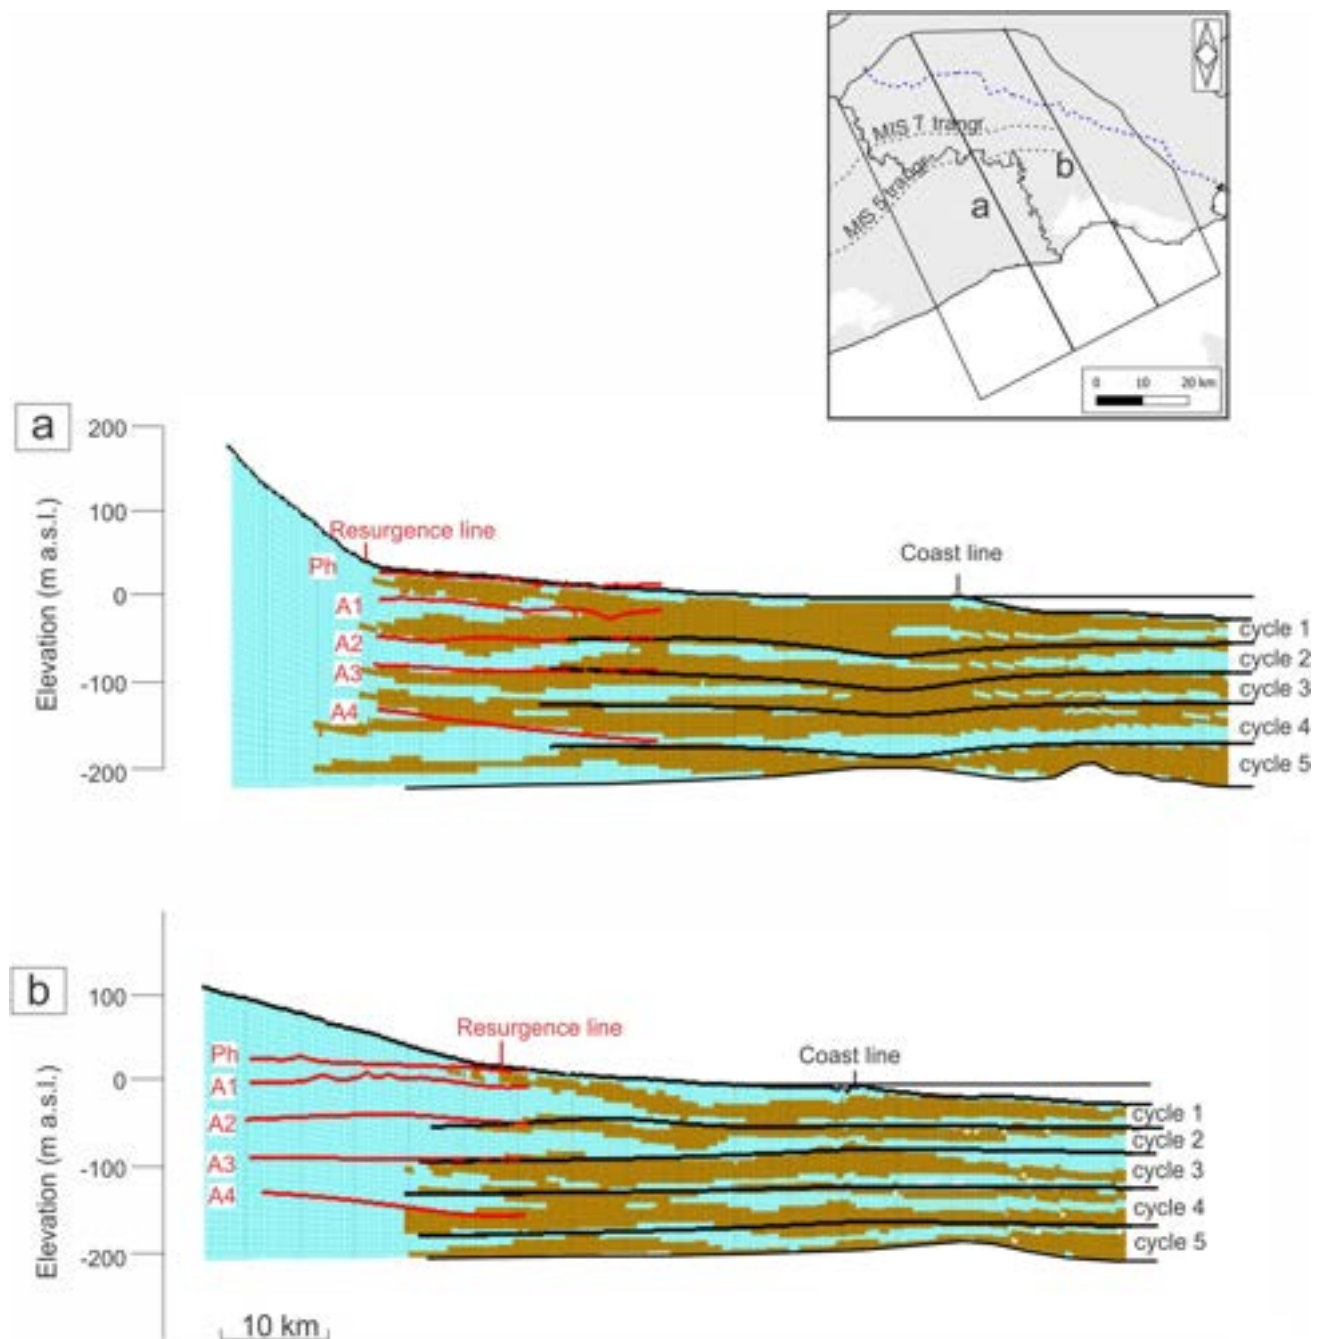 MIS 7 trangr.
MIS 5 trangr.
b
a
0 10 20 km
a
200
100
0
-100
-200
Elevation (m a.s.l.)
Resurgence line
Ph
A1
A2
A3
A4
Coast line
cycle 1
cycle 2
cycle 3
cycle 4
cycle 5
b
100
0
-100
-200
Elevation (m a.s.l.)
Resurgence line
Ph
A1
A2
A3
A4
Coast line
cycle 1
cycle 2
cycle 3
cycle 4
cycle 5
10 km